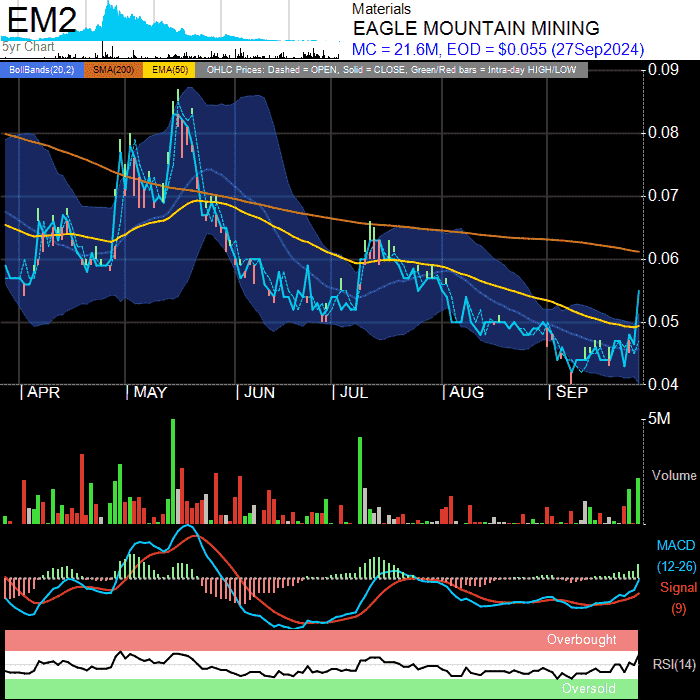 EM2
5yr Chart
Materials
EAGLE MOUNTAIN MINING
MC = 21.6M, EOD = $0.055 (27Sep2024)
BollBands(20,2) SMA(200) EMA(50) OHLC Prices: Dashed = OPEN, Solid = CLOSE, Green/Red bars = Intra-day HIGH/LOW
0.09
0.08
0.07
0.06
0.05
0.04
APR MAY JUN JUL AUG SEP
5M
Volume
MACD
(12-26)
Signal
(9)
Overbought
RSI(14)
Oversold